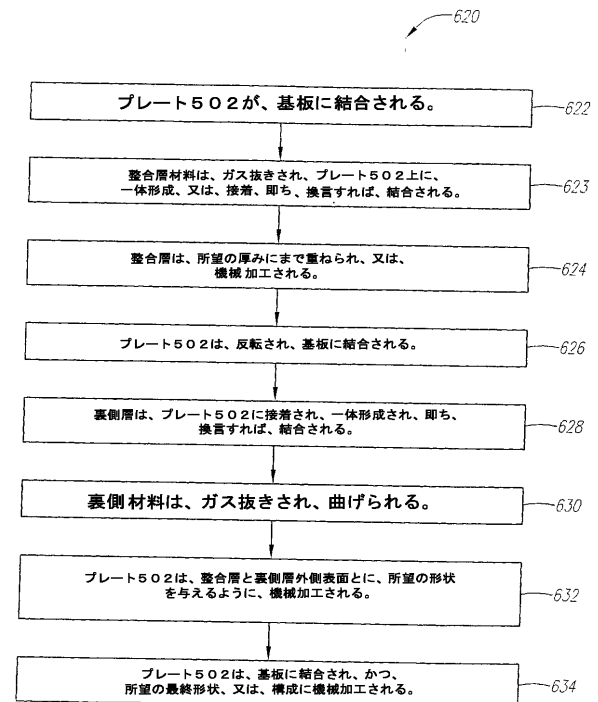 620
プレート502が、基板に結合される。
622
整合層材料は、ガス抜きされ、プレート502上に、
一体形成、又は、接着、即ち、換言すれば、結合される。
623
整合層は、所望の厚みにまで重ねられ、又は、
機械加工される。
624
プレート502は、反転され、基板に結合される。
626
裏側層は、プレート502に接着され、一体形成され、即ち、
換言すれば、結合される。
628
裏側材料は、ガス抜きされ、曲げられる。
630
プレート502は、整合層と裏側層外側表面とに、所望の形状
を与えるように、機械加工される。
632
プレート502は、基板に結合され、かつ、
所望の最終形状、又は、構成に機械加工される。
634